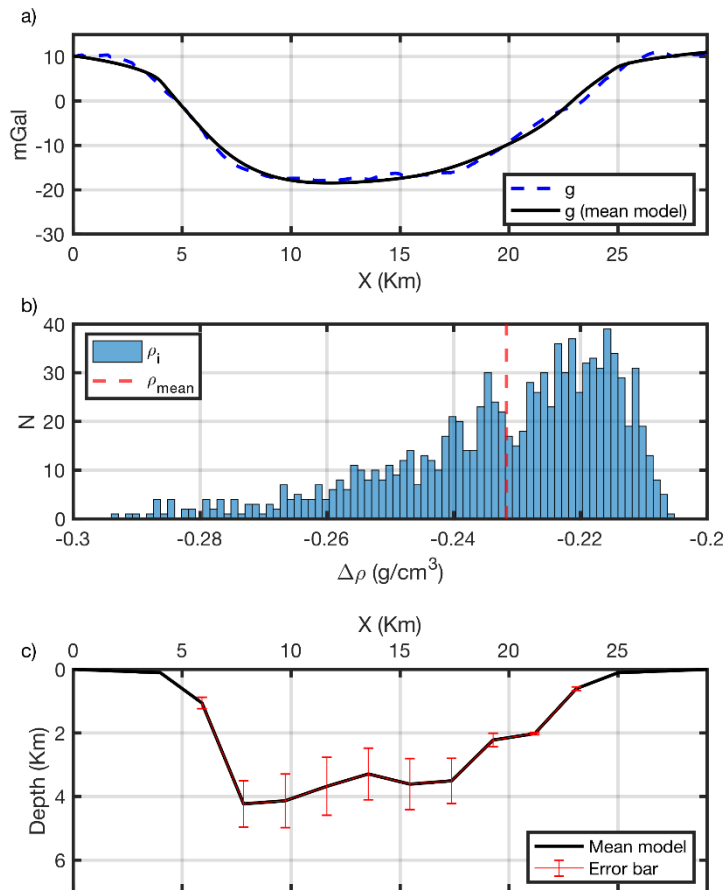 a)
10
0
-10
-20
-30
mGal
0 5 10 15 20 25
X (Km)
g
g (mean model)
b)
40
30
20
10
0
N
-0.3 -0.28 -0.26 -0.24 -0.22 -0.2
Δρ (g/cm³)
ρi
ρmean
X (Km)
c)
0 5 10 15 20 25
0
2
4
6
Depth (Km)
Mean model
Error bar